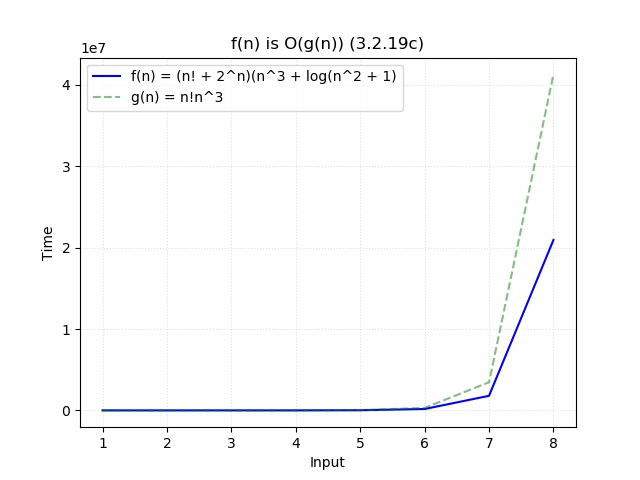 f(n) is O(g(n)) (3.2.19c)
1e7
f(n) = (n! + 2^n)(n^3 + log(n^2 + 1)
g(n) = n!n^3
4
3
2
1
0
Time
1 2 3 4 5 6 7 8
Input